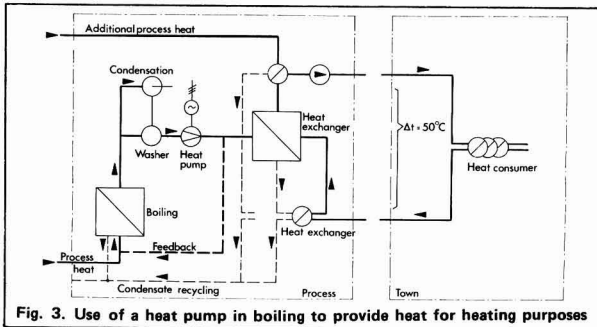 Additional process heat
Condensation
Heat
exchanger
Δt = 50°C
Washer
Heat
pump
Heat consumer
Boiling
Heat exchanger
Feedback
Process
heat
Condensate recycling
Process
Town
Fig. 3. Use of a heat pump in boiling to provide heat for heating purposes